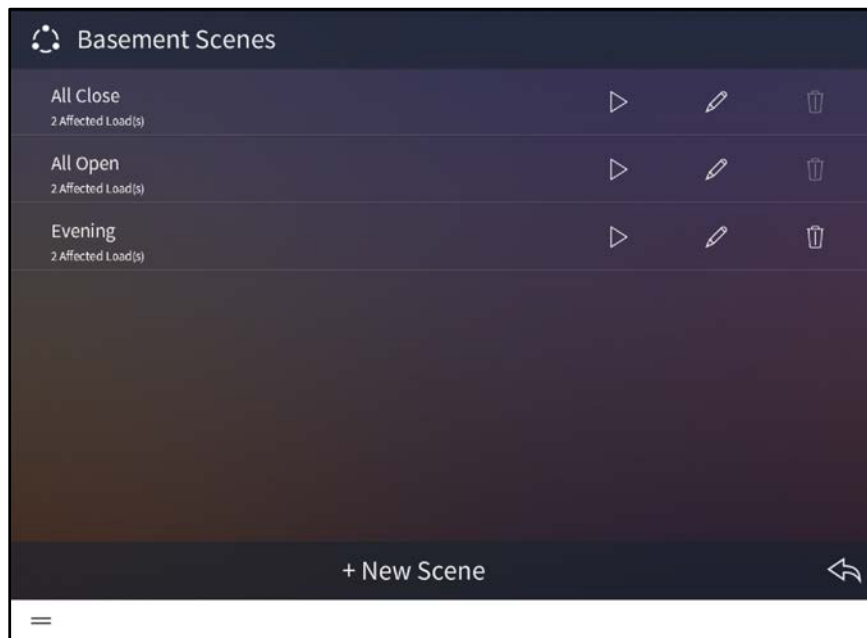 Basement Scenes
All Close
2 Affected Load(s)
All Open
2 Affected Load(s)
Evening
2 Affected Load(s)
+ New Scene